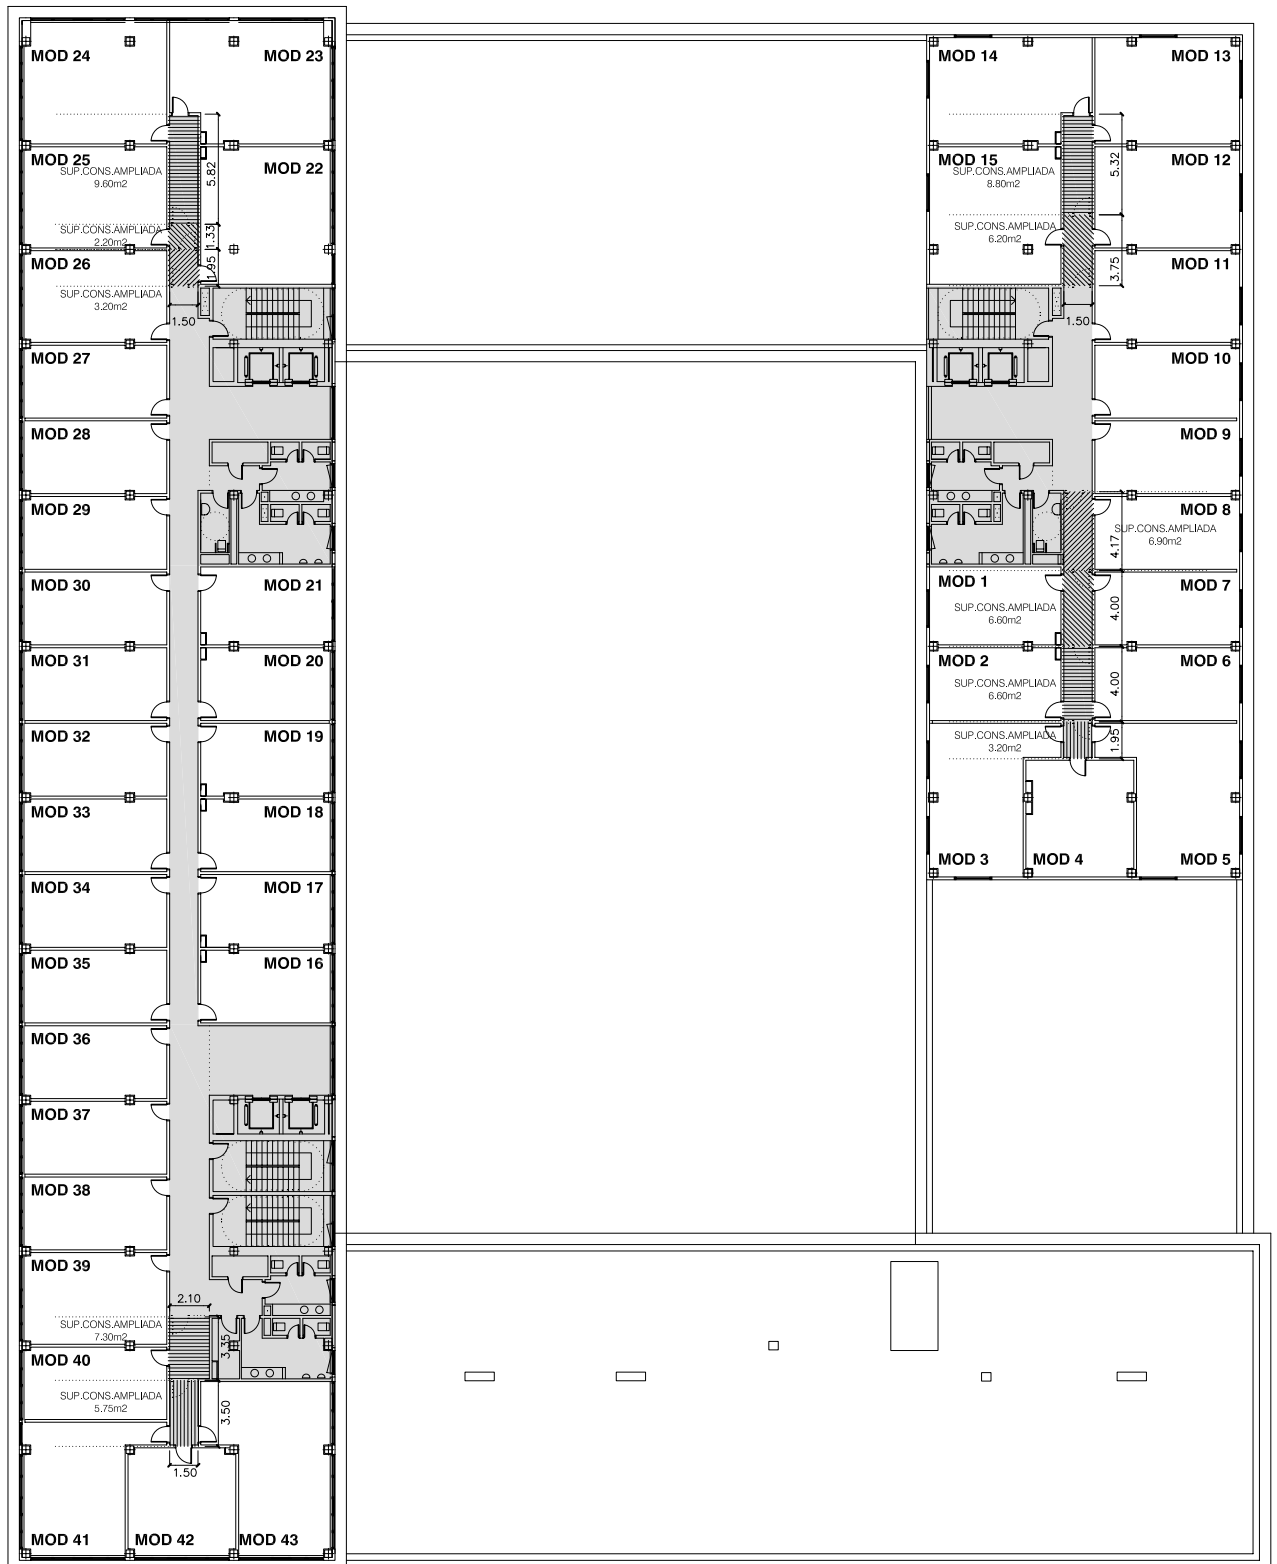 MOD 24
MOD 23
MOD 14
MOD 13
MOD 25
SUP.CONS.AMPLIADA
9.60m2
5.82
MOD 22
MOD 15
SUP.CONS.AMPLIADA
8.80m2
5.32
MOD 12
SUP.CONS.AMPLIADA
2.20m2
1.33
SUP.CONS.AMPLIADA
6.20m2
MOD 26
1.95
3.75
MOD 11
SUP.CONS.AMPLIADA
3.20m2
1.50
1.50
MOD 27
MOD 10
MOD 28
MOD 9
MOD 29
MOD 8
SUP.CONS.AMPLIADA
6.90m2
4.17
MOD 30
MOD 21
MOD 1
MOD 7
SUP.CONS.AMPLIADA
6.60m2
4.00
MOD 31
MOD 20
MOD 2
MOD 6
SUP.CONS.AMPLIADA
6.60m2
4.00
MOD 32
MOD 19
SUP.CONS.AMPLIADA
3.20m2
1.95
MOD 33
MOD 18
MOD 3
MOD 4
MOD 5
MOD 34
MOD 17
MOD 35
MOD 16
MOD 36
MOD 37
MOD 38
MOD 39
2.10
SUP.CONS.AMPLIADA
7.30m2
3.35
MOD 40
SUP.CONS.AMPLIADA
5.75m2
3.50
1.50
MOD 41
MOD 42
MOD 43